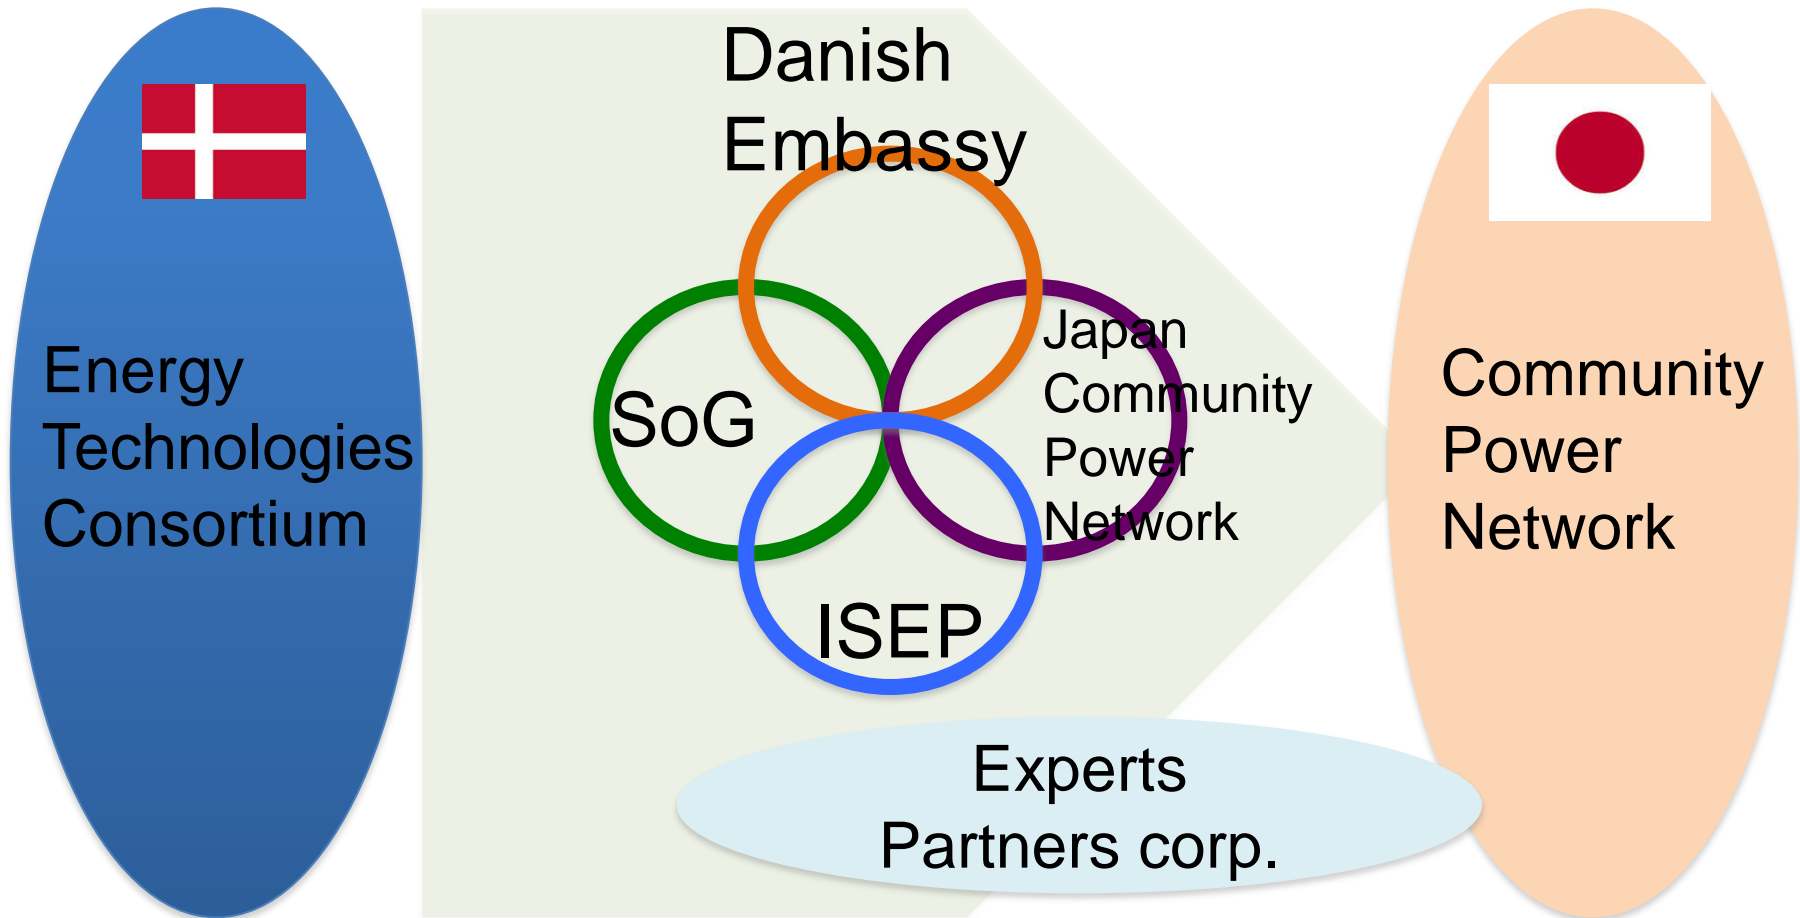 Danish
Embassy
Energy
Technologies
Consortium
SoG
Japan
Community
Power
Network
ISEP
Community
Power
Network
Experts
Partners corp.